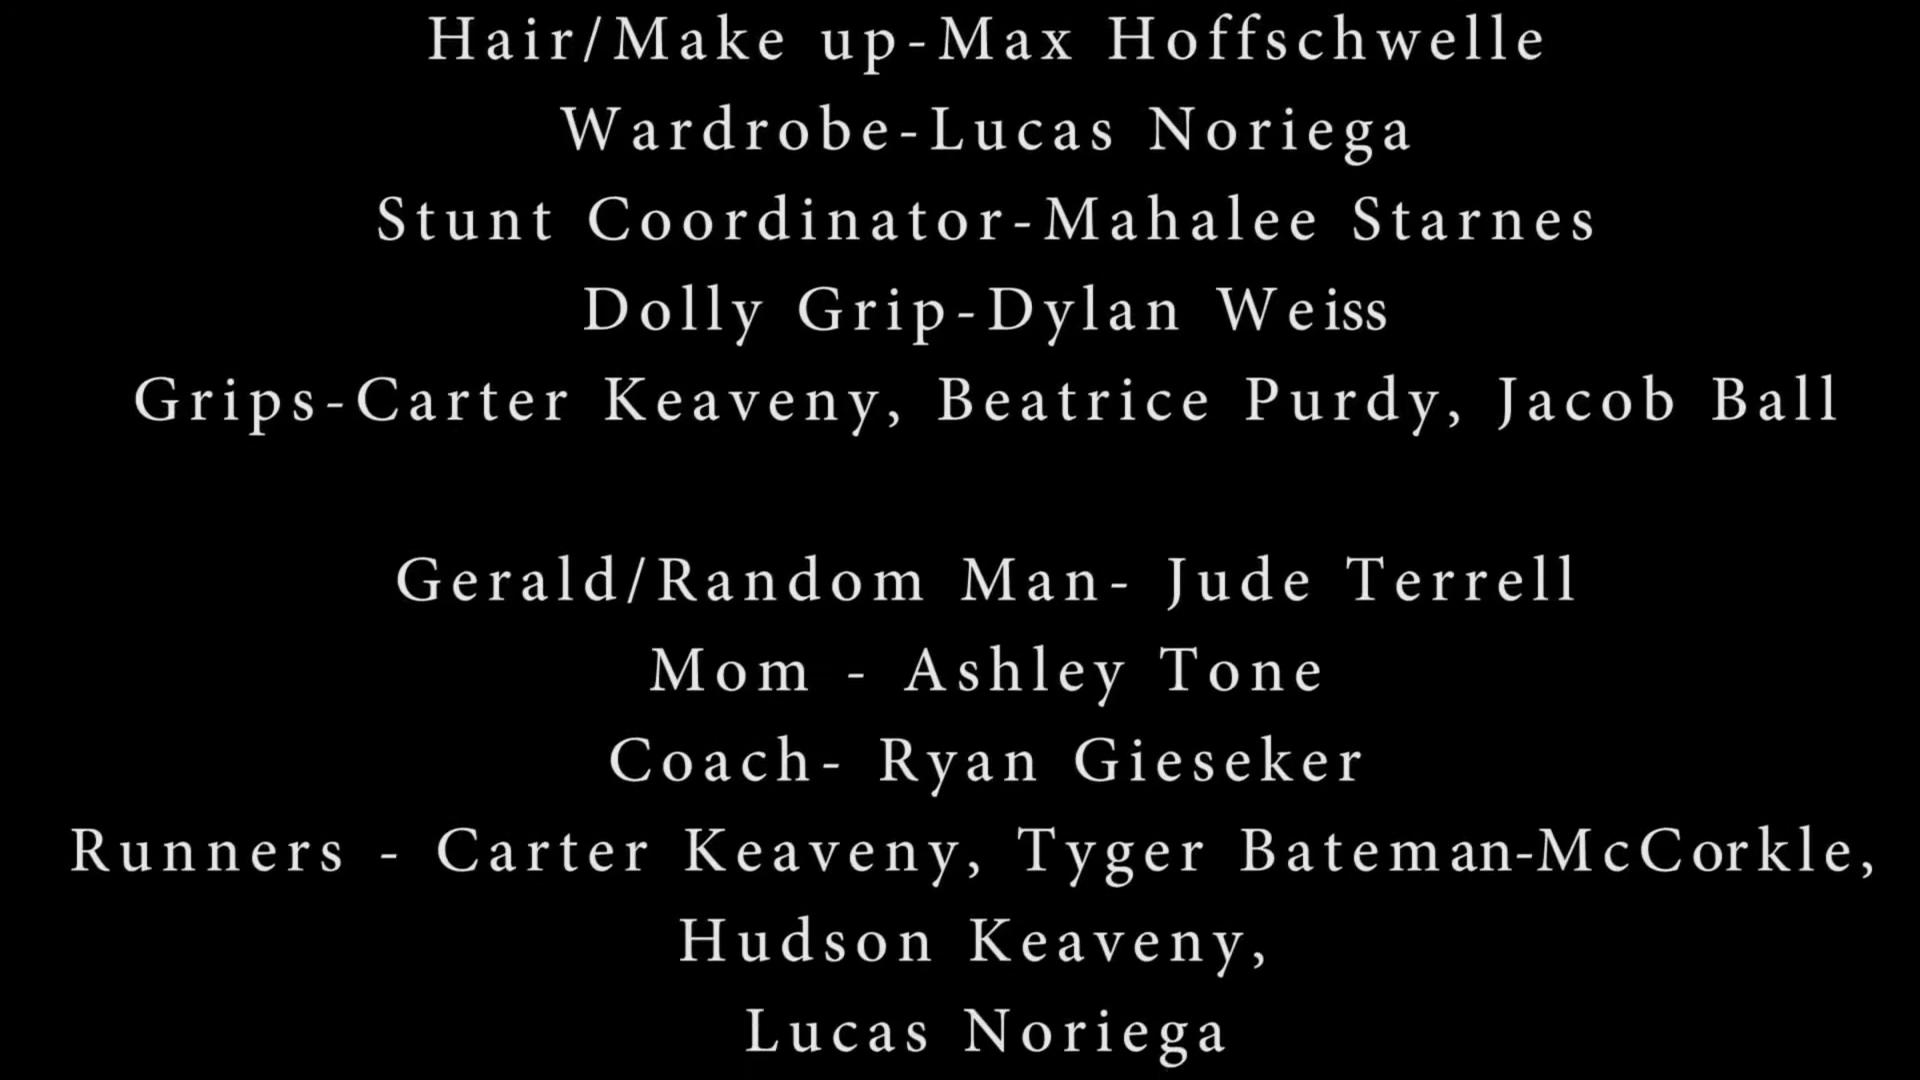 Hair/Make up-Max Hoffschwelle
Wardrobe-Lucas Noriega
Stunt Coordinator-Mahalee Starnes
Dolly Grip-Dylan Weiss
Grips-Carter Keaveny, Beatrice Purdy, Jacob Ball
Gerald/Random Man- Jude Terrell
Mom - Ashley Tone
Coach- Ryan Gieseker
Runners - Carter Keaveny, Tyger Bateman-McCorkle,
Hudson Keaveny,
Lucas Noriega